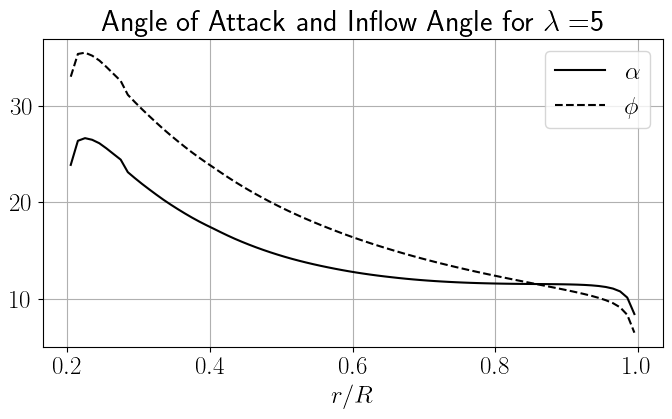 Angle of Attack and Inflow Angle for λ =5
α
ϕ
30
20
10
0.2 0.4 0.6 0.8 1.0
r/R